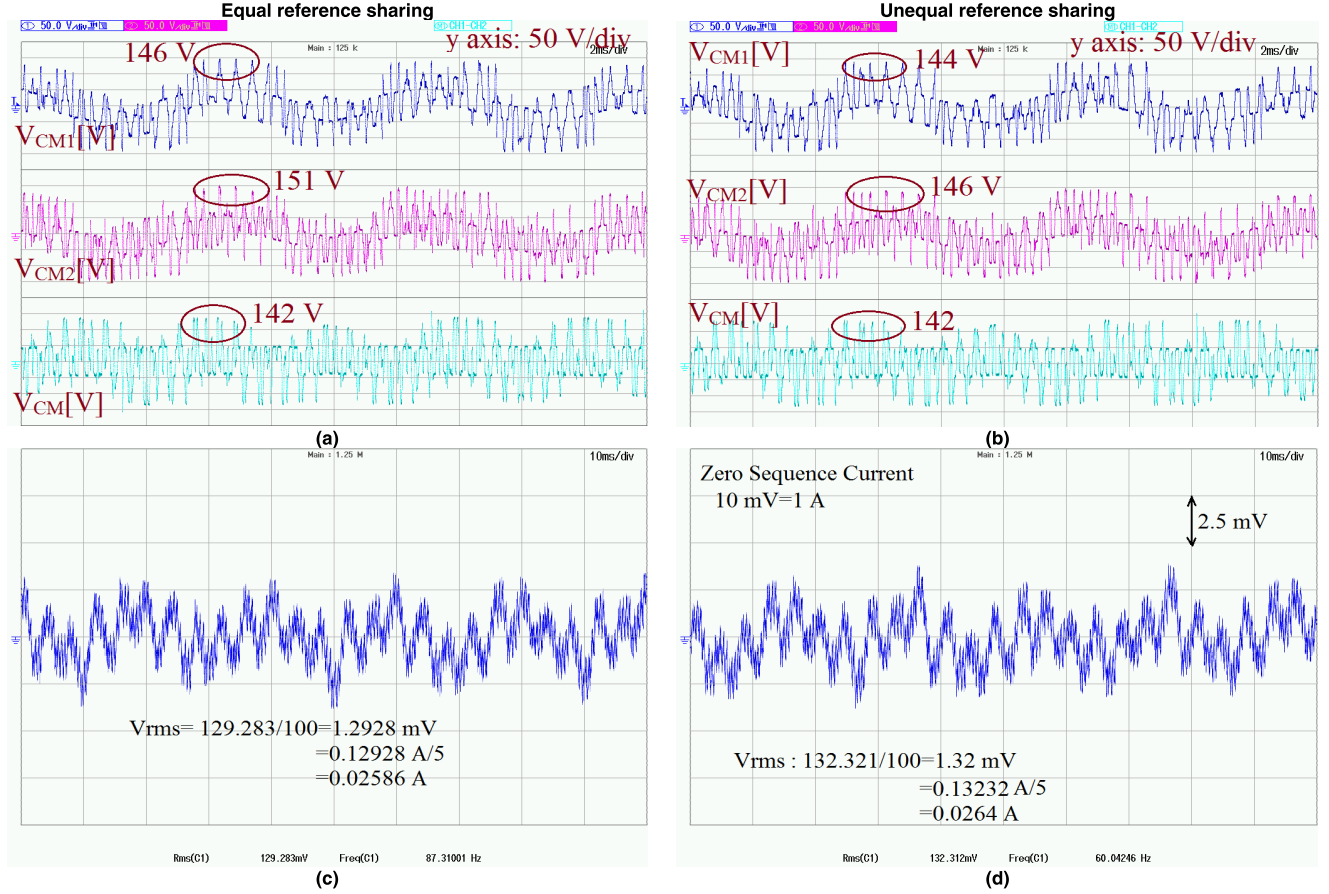 Equal reference sharing
50.0 V/div
50.0 V/div
CH1-CH2
Main : 125 k
y axis: 50 V/div
2ms/div
146 V
VCM1[V]
151 V
VCM2[V]
142 V
VCM[V]
(a)
Unequal reference sharing
50.0 V/div
50.0 V/div
CH1-CH2
Main : 125 k
y axis: 50 V/div
2ms/div
VCM1[V]
144 V
VCM2[V]
146 V
VCM[V]
142
(b)
Main : 1.25 M
10ms/div
Vrms= 129.283/100=1.2928 mV
=0.12928 A/5
=0.02586 A
Rms(C1) 129.283mV Freq(C1) 87.31001 Hz
(c)
Main : 1.25 M
10ms/div
Zero Sequence Current
10 mV=1 A
2.5 mV
Vrms : 132.321/100=1.32 mV
=0.13232 A/5
=0.0264 A
Rms(C1) 132.312mV Freq(C1) 60.04246 Hz
(d)